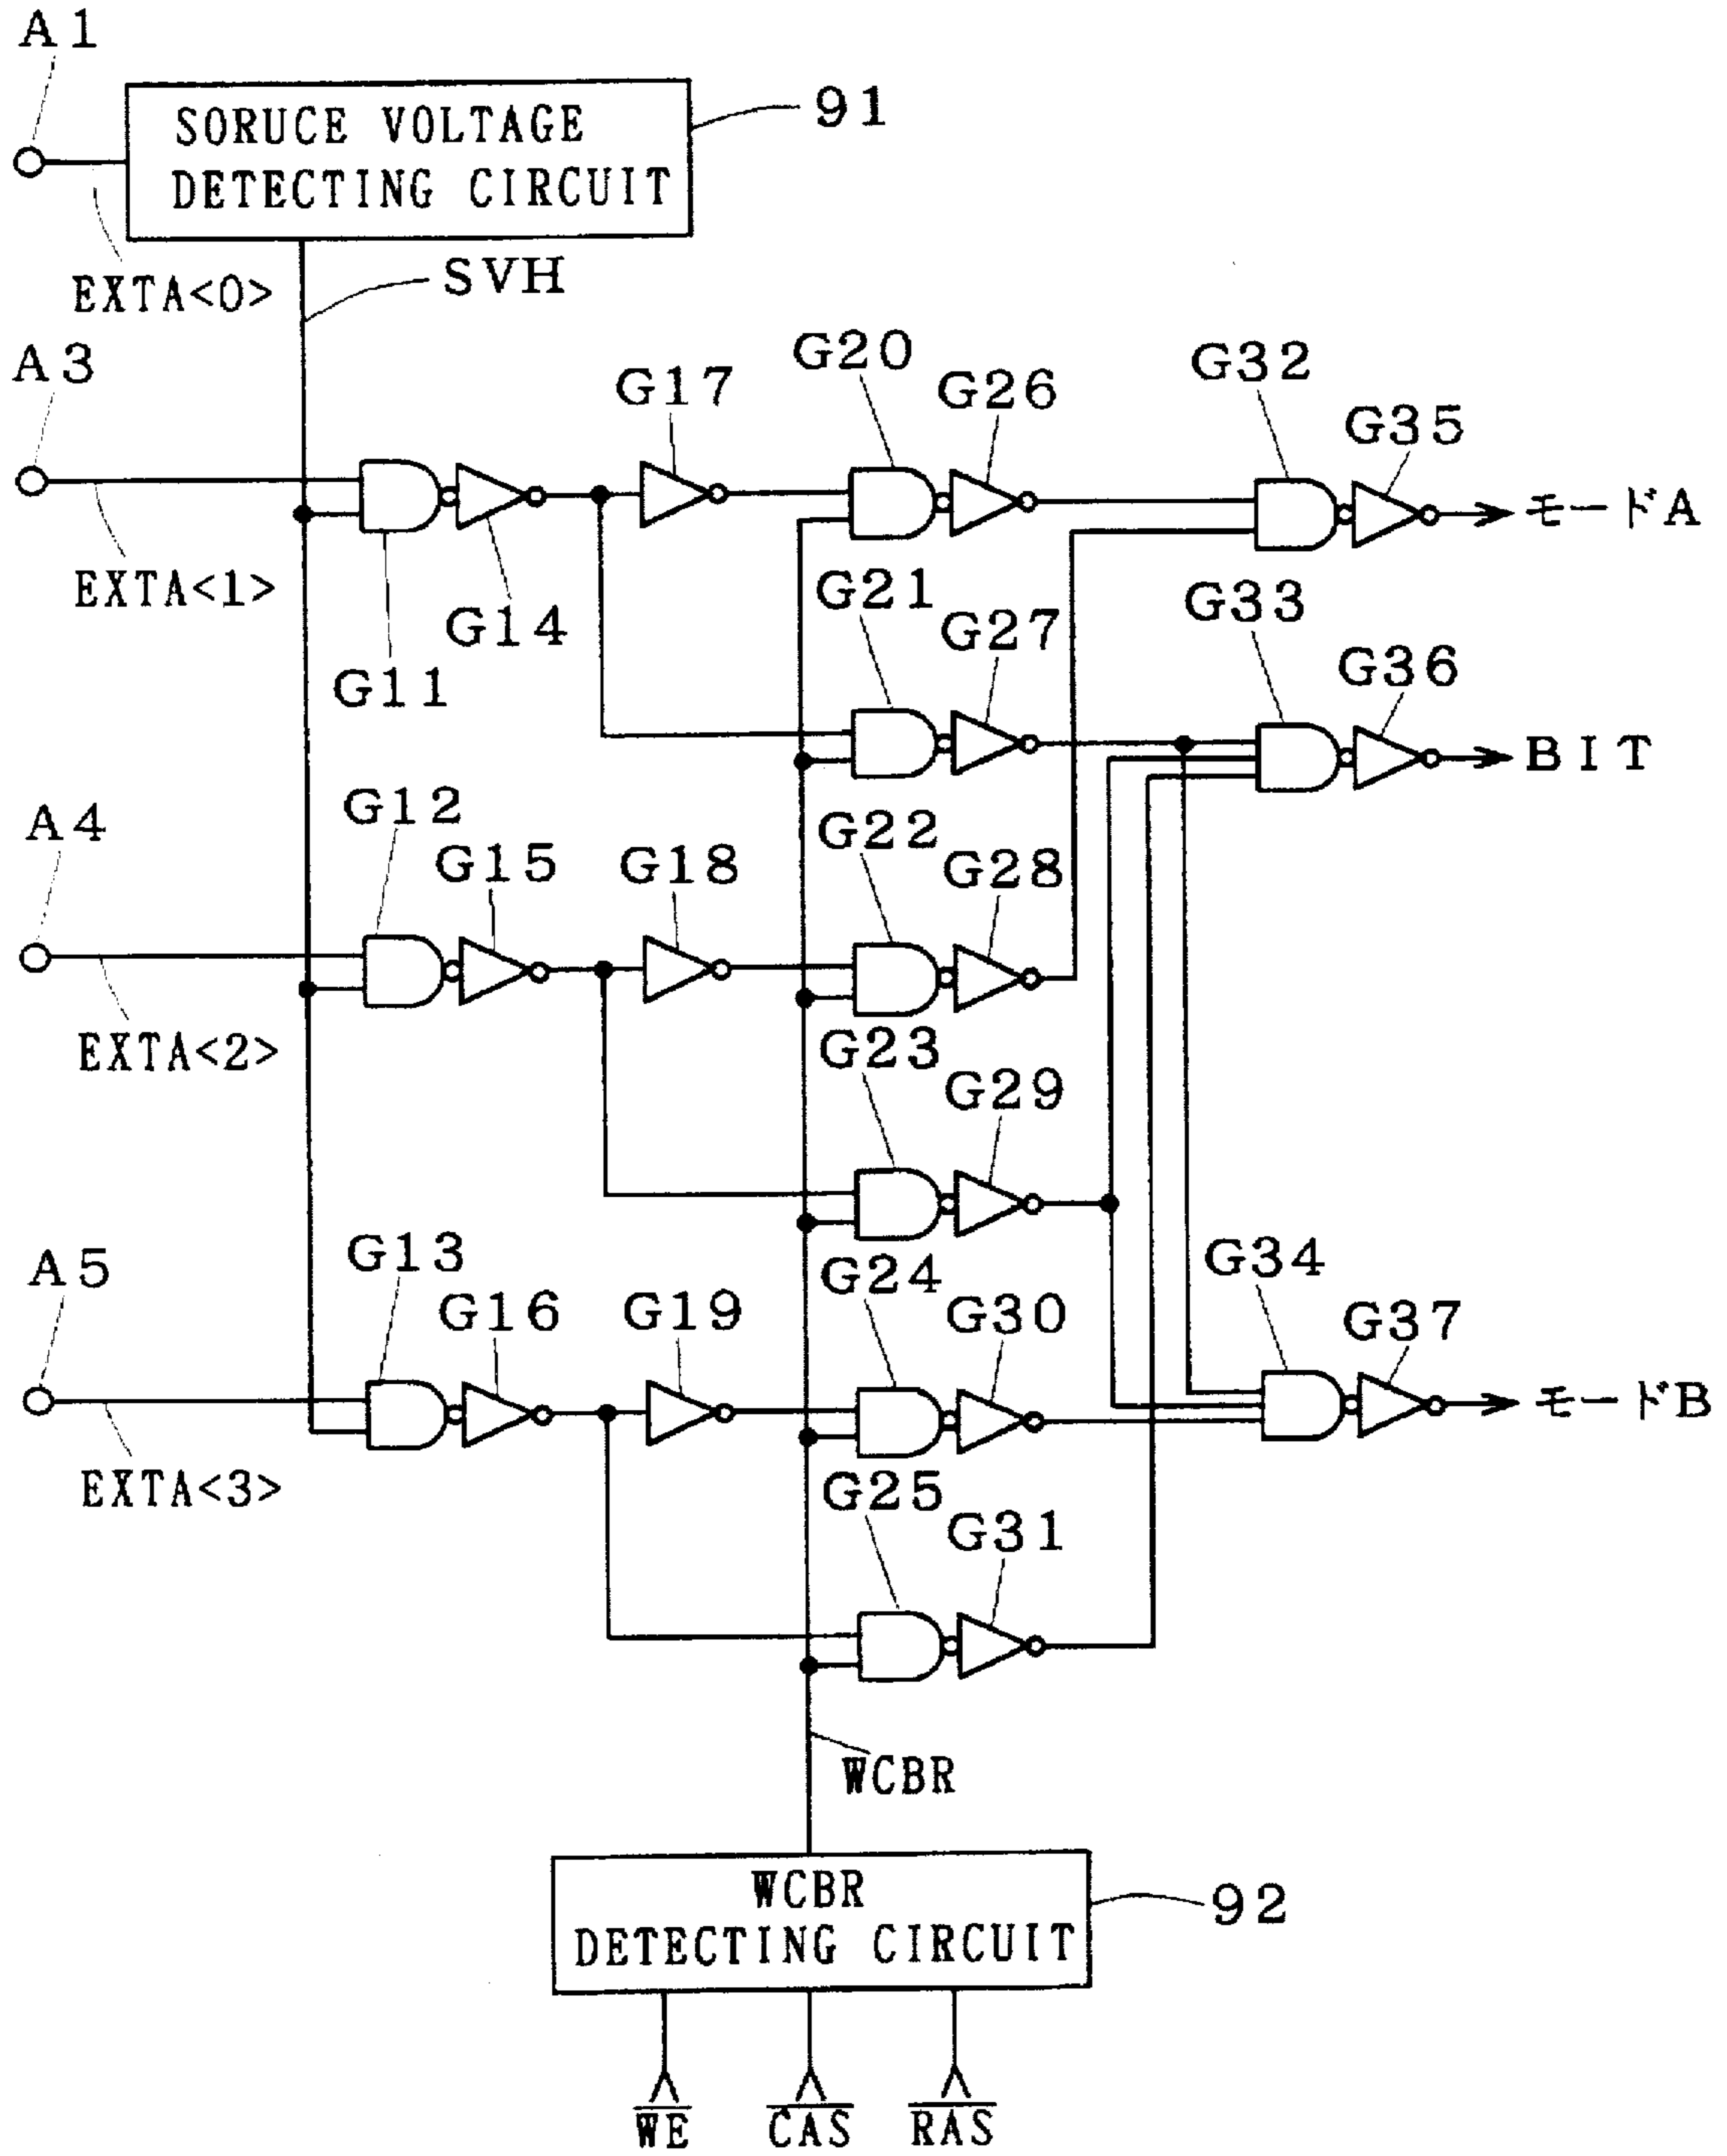 A1
SORUCE VOLTAGE
DETECTING CIRCUIT
91
EXTA<0>
SVH
A3
G17
G20
G26
G32
G35
モードA
EXTA<1>
G14
G11
G21
G27
G33
G36
BIT
A4
G12
G15
G18
G22
G28
EXTA<2>
G23
G29
A5
G13
G16
G19
G24
G30
G34
G37
モードB
EXTA<3>
G25
G31
WCBR
WCBR
DETECTING CIRCUIT
92
W̅E̅
C̅A̅S̅
R̅A̅S̅